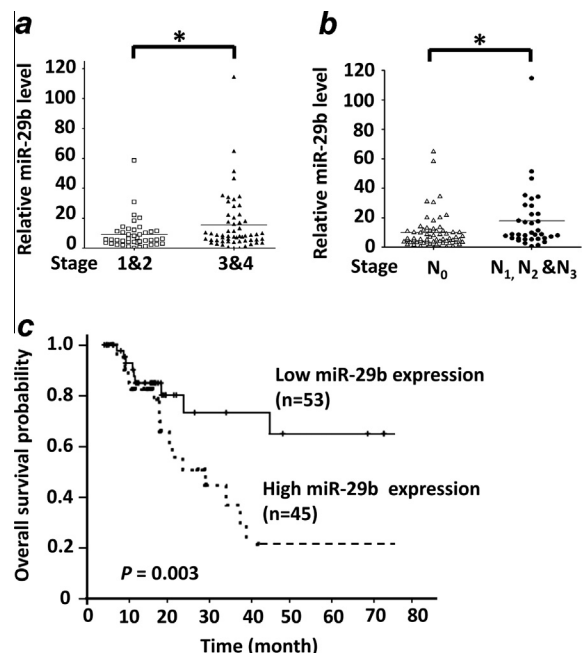 a
*
Relative miR-29b level
120
100
80
60
40
20
0
Stage 1&2 3&4
b
*
Relative miR-29b level
120
100
80
60
40
20
0
Stage N0 N1, N2 &N3
c
Overall survival probability
1.0
0.8
0.6
0.4
0.2
0
Low miR-29b expression
(n=53)
High miR-29b expression
(n=45)
P = 0.003
0 10 20 30 40 50 60 70 80
Time (month)